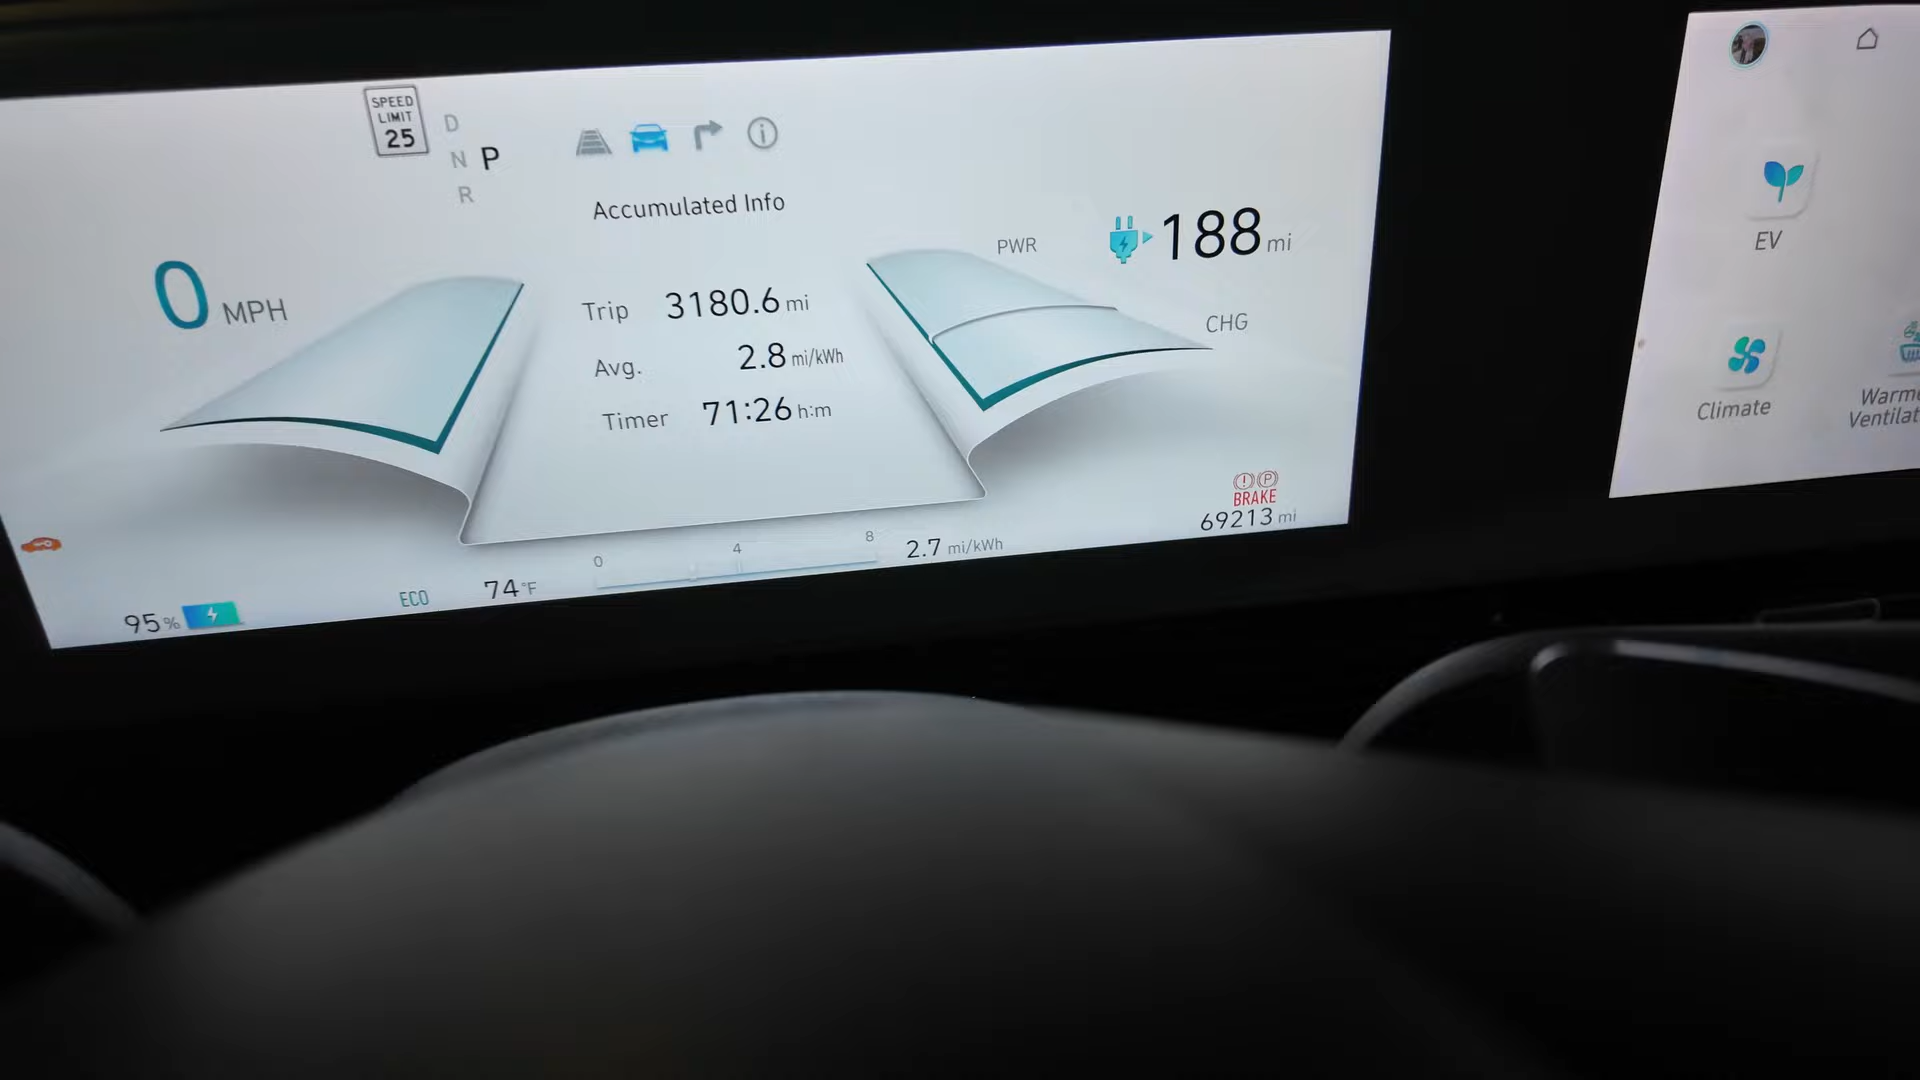 SPEED
LIMIT
25
D
N P
R
Accumulated Info
0 MPH
Trip 3180.6 mi
Avg. 2.8 mi/kWh
Timer 71:26 h:m
PWR
188 mi
CHG
BRAKE
69213 mi
95%
ECO
74°F
0 4 8
2.7 mi/kWh
EV
Climate
Warme
Ventilat